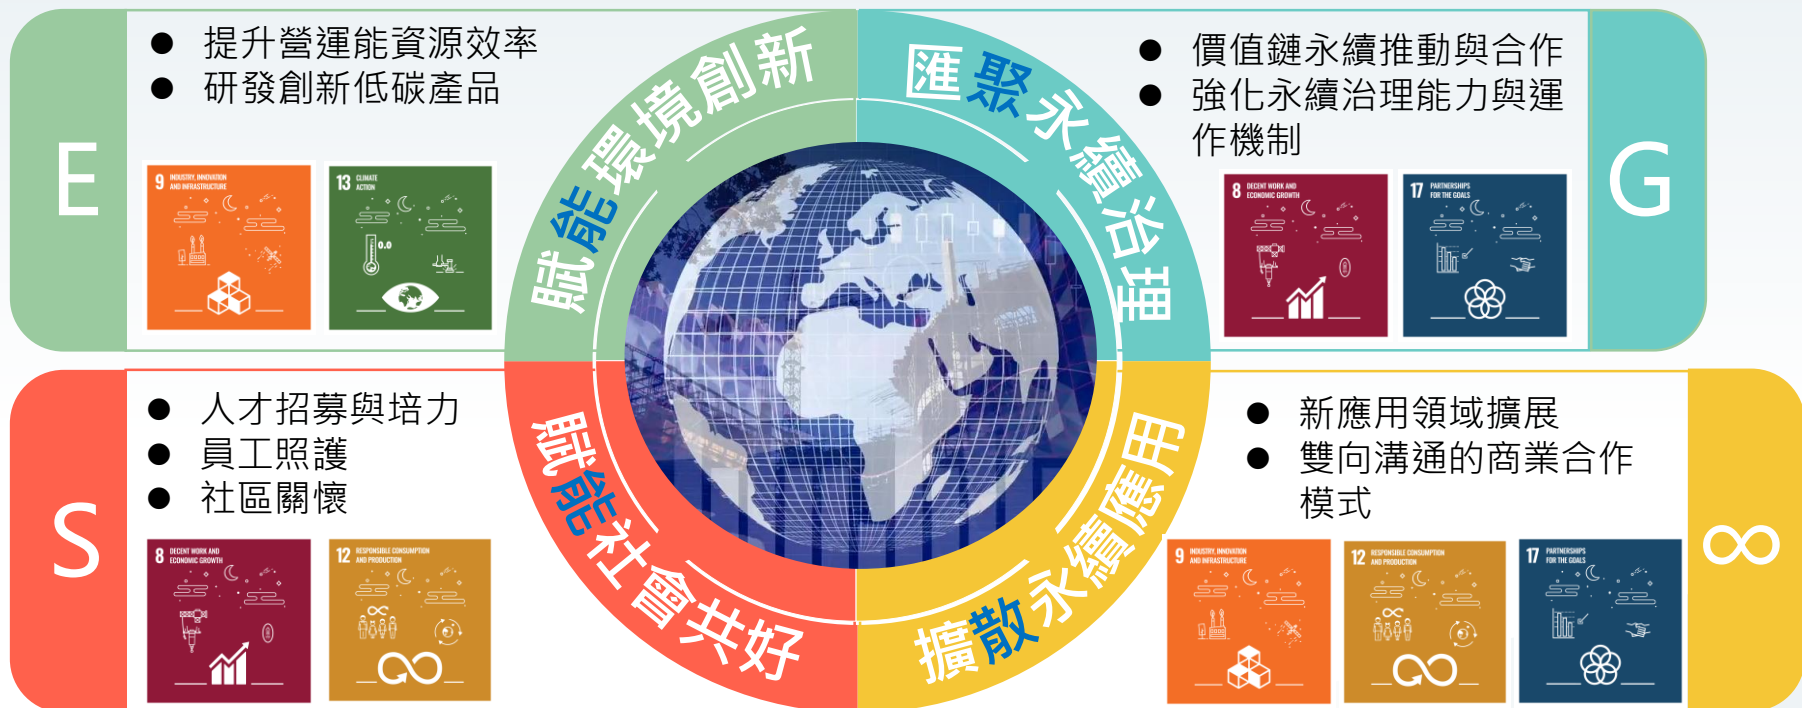 E
● 提升營運能資源效率
● 研發創新低碳產品
9 INDUSTRY, INNOVATION
AND INFRASTRUCTURE
13 CLIMATE
ACTION
0.0
賦能環境創新
匯聚永續治理
● 價值鏈永續推動與合作
● 強化永續治理能力與運
作機制
8 DECENT WORK AND
ECONOMIC GROWTH
17 PARTNERSHIPS
FOR THE GOALS
G
S
● 人才招募與培力
● 員工照護
● 社區關懷
8 DECENT WORK AND
ECONOMIC GROWTH
12 RESPONSIBLE CONSUMPTION
AND PRODUCTION
賦能社會共好
擴散永續應用
● 新應用領域擴展
● 雙向溝通的商業合作
模式
9 INDUSTRY, INNOVATION
AND INFRASTRUCTURE
12 RESPONSIBLE CONSUMPTION
AND PRODUCTION
17 PARTNERSHIPS
FOR THE GOALS
∞